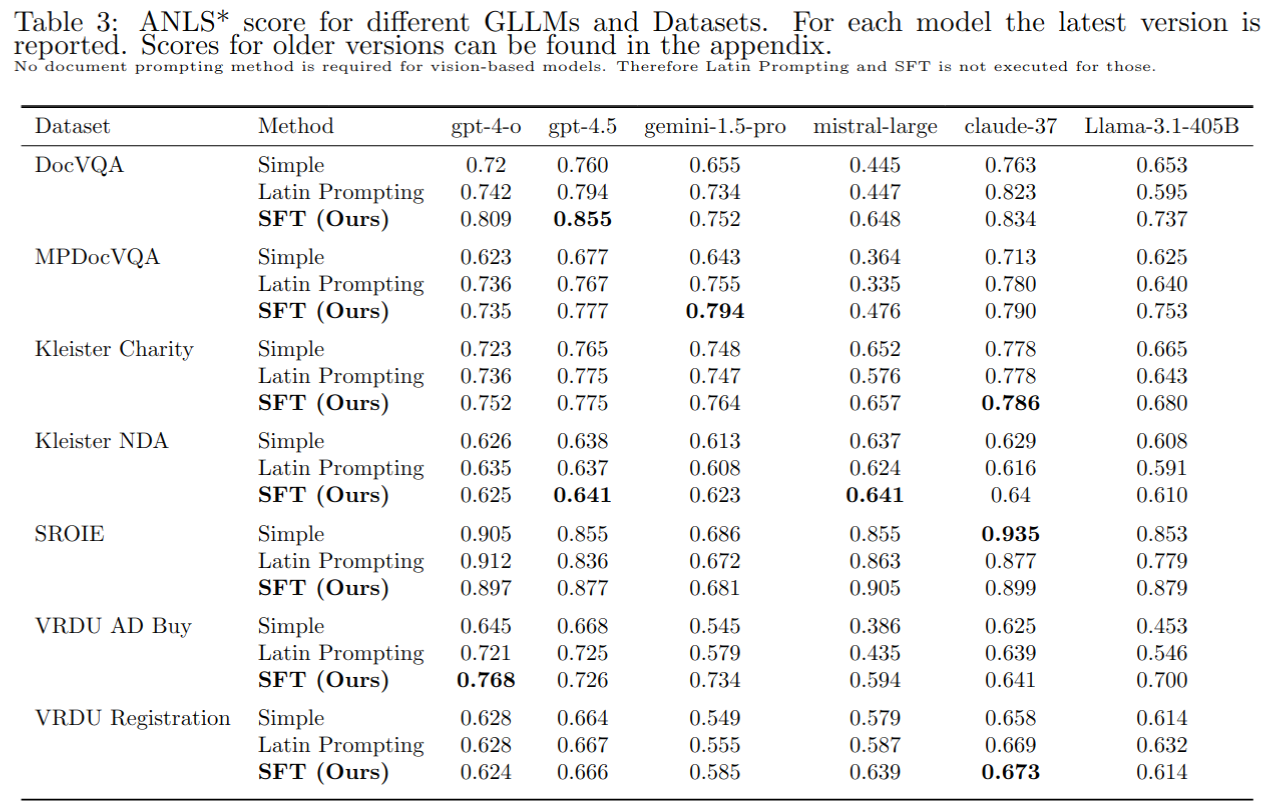 Table 3: ANLS* score for different GLLMs and Datasets. For each model the latest version is
reported. Scores for older versions can be found in the appendix.
No document prompting method is required for vision-based models. Therefore Latin Prompting and SFT is not executed for those.
Dataset Method gpt-4-o gpt-4.5 gemini-1.5-pro mistral-large claude-37 Llama-3.1-405B
DocVQA Simple 0.72 0.760 0.655 0.445 0.763 0.653
Latin Prompting 0.742 0.794 0.734 0.447 0.823 0.595
SFT (Ours) 0.809 0.855 0.752 0.648 0.834 0.737
MPDocVQA Simple 0.623 0.677 0.643 0.364 0.713 0.625
Latin Prompting 0.736 0.767 0.755 0.335 0.780 0.640
SFT (Ours) 0.735 0.777 0.794 0.476 0.790 0.753
Kleister Charity Simple 0.723 0.765 0.748 0.652 0.778 0.665
Latin Prompting 0.736 0.775 0.747 0.576 0.778 0.643
SFT (Ours) 0.752 0.775 0.764 0.657 0.786 0.680
Kleister NDA Simple 0.626 0.638 0.613 0.637 0.629 0.608
Latin Prompting 0.635 0.637 0.608 0.624 0.616 0.591
SFT (Ours) 0.625 0.641 0.623 0.641 0.64 0.610
SROIE Simple 0.905 0.855 0.686 0.855 0.935 0.853
Latin Prompting 0.912 0.836 0.672 0.863 0.877 0.779
SFT (Ours) 0.897 0.877 0.681 0.905 0.899 0.879
VRDU AD Buy Simple 0.645 0.668 0.545 0.386 0.625 0.453
Latin Prompting 0.721 0.725 0.579 0.435 0.639 0.546
SFT (Ours) 0.768 0.726 0.734 0.594 0.641 0.700
VRDU Registration Simple 0.628 0.664 0.549 0.579 0.658 0.614
Latin Prompting 0.628 0.667 0.555 0.587 0.669 0.632
SFT (Ours) 0.624 0.666 0.585 0.639 0.673 0.614